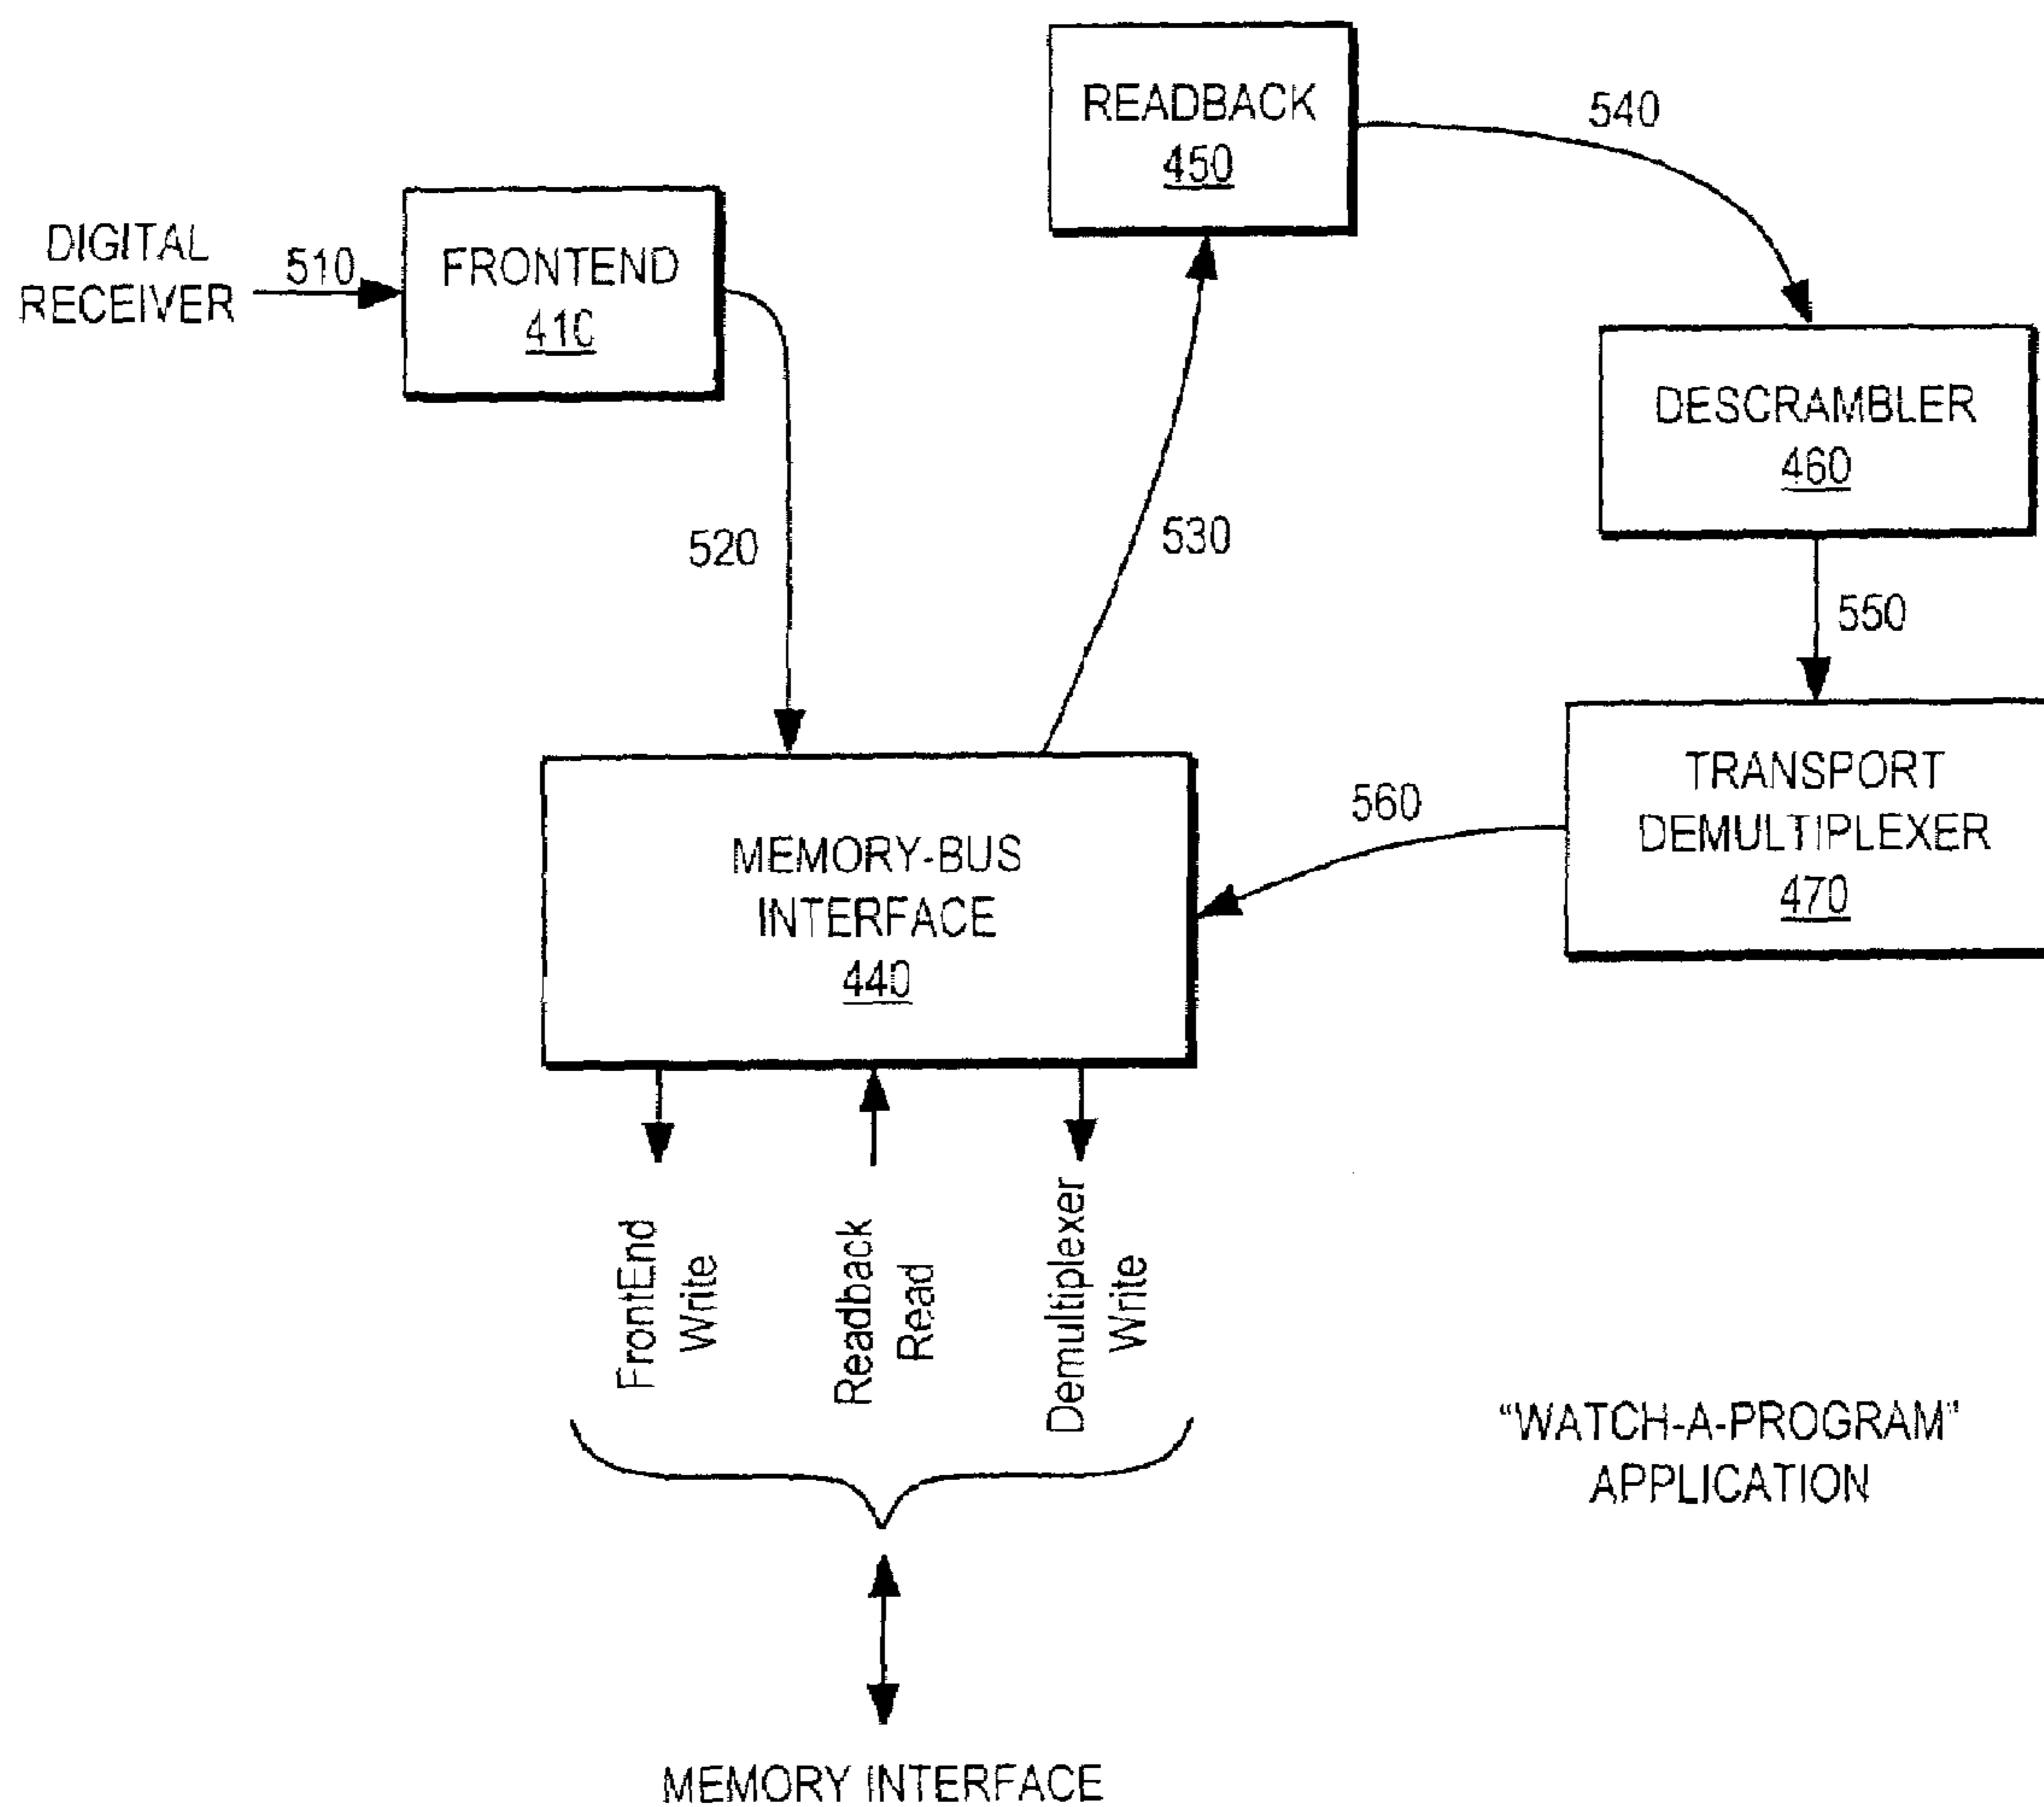 READBACK
450
540
DIGITAL
RECEIVER
510
FRONTEND
410
DESCRAMBLER
460
520
530
550
TRANSPORT
DEMULTIPLEXER
470
560
MEMORY-BUS
INTERFACE
440
FrontEnd
Write
Readback
Read
Demultiplexer
Write
"WATCH-A-PROGRAM"
APPLICATION
MEMORY INTERFACE